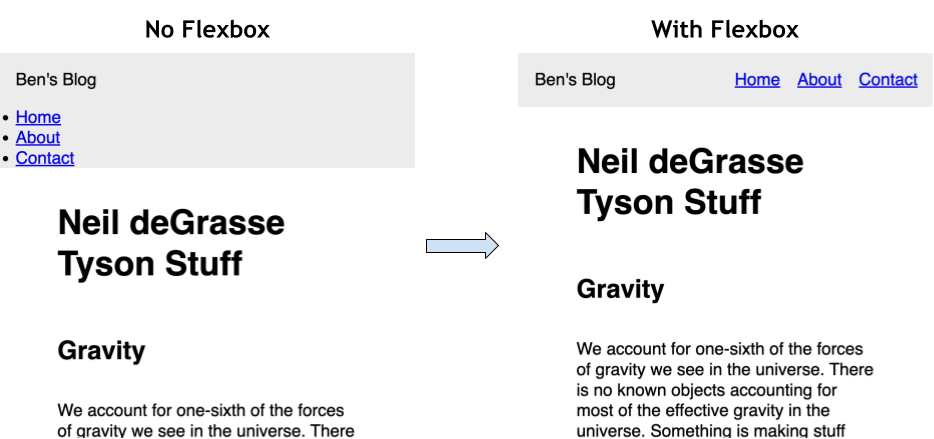 No Flexbox
Ben's Blog
• Home
• About
• Contact
Neil deGrasse
Tyson Stuff
Gravity
We account for one-sixth of the forces
of gravity we see in the universe. There
With Flexbox
Ben's Blog Home About Contact
Neil deGrasse
Tyson Stuff
Gravity
We account for one-sixth of the forces
of gravity we see in the universe. There
is no known objects accounting for
most of the effective gravity in the
universe. Something is making stuff